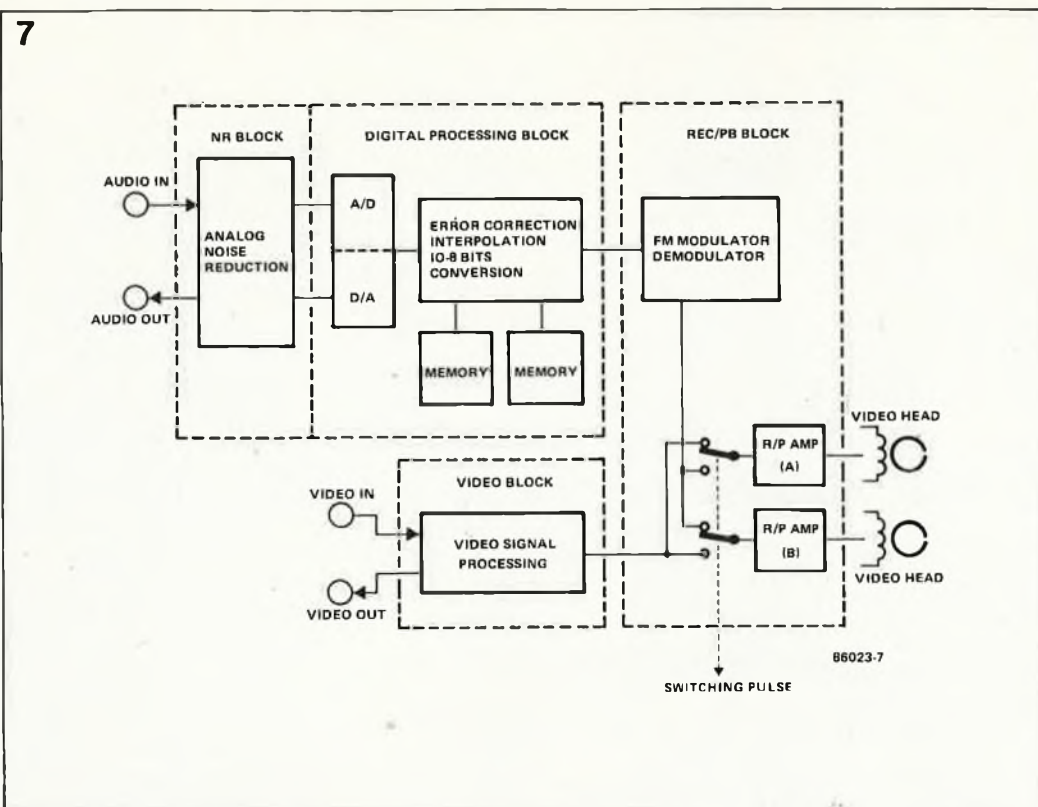 7
NR BLOCK
DIGITAL PROCESSING BLOCK
REC/PB BLOCK
AUDIO IN
AUDIO OUT
ANALOG
NOISE
REDUCTION
A/D
D/A
ERROR CORRECTION
INTERPOLATION
10-8 BITS
CONVERSION
MEMORY
MEMORY
FM MODULATOR
DEMODULATOR
VIDEO HEAD
R/P AMP
(A)
R/P AMP
(B)
VIDEO HEAD
VIDEO BLOCK
VIDEO IN
VIDEO SIGNAL
PROCESSING
VIDEO OUT
86023-7
SWITCHING PULSE